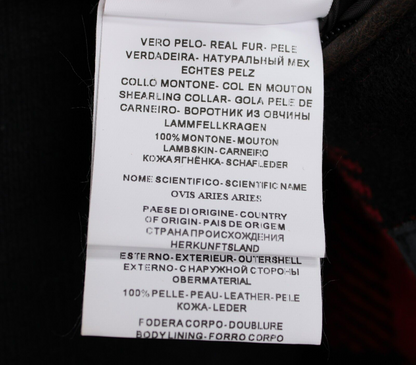 VERO PELO- REAL FUR- PELE
VERDADEIRA- НАТУРАЛЬНЫЙ МЕХ
ECHTES PELZ
COLLO MONTONE- COL EN MOUTON
SHEARLING COLLAR- GOLA PELE DE
CARNEIRO- ВОРОТНИК ИЗ ОВЧИНЫ
LAMMFELLKRAGEN
100% MONTONE- MOUTON
LAMBSKIN- CARNEIRO
КОЖА ЯГНЁНКА- SCHAFLEDER
NOME SCIENTIFICO- SCIENTIFIC NAME
OVIS ARIES ARIES
PAESE DI ORIGINE- COUNTRY
OF ORIGIN- PAIS DE ORIGEM
СТРАНА ПРОИСХОЖДЕНИЯ
HERKUNFTSLAND
ESTERNO- EXTERIEUR- OUTERSHELL
EXTERNO- С НАРУЖНОЙ СТОРОНЫ
OBERMATERIAL
100% PELLE- PEAU- LEATHER- PELE
КОЖА- LEDER
FODERA CORPO- DOUBLURE
BODY LINING- FORRO CORPO